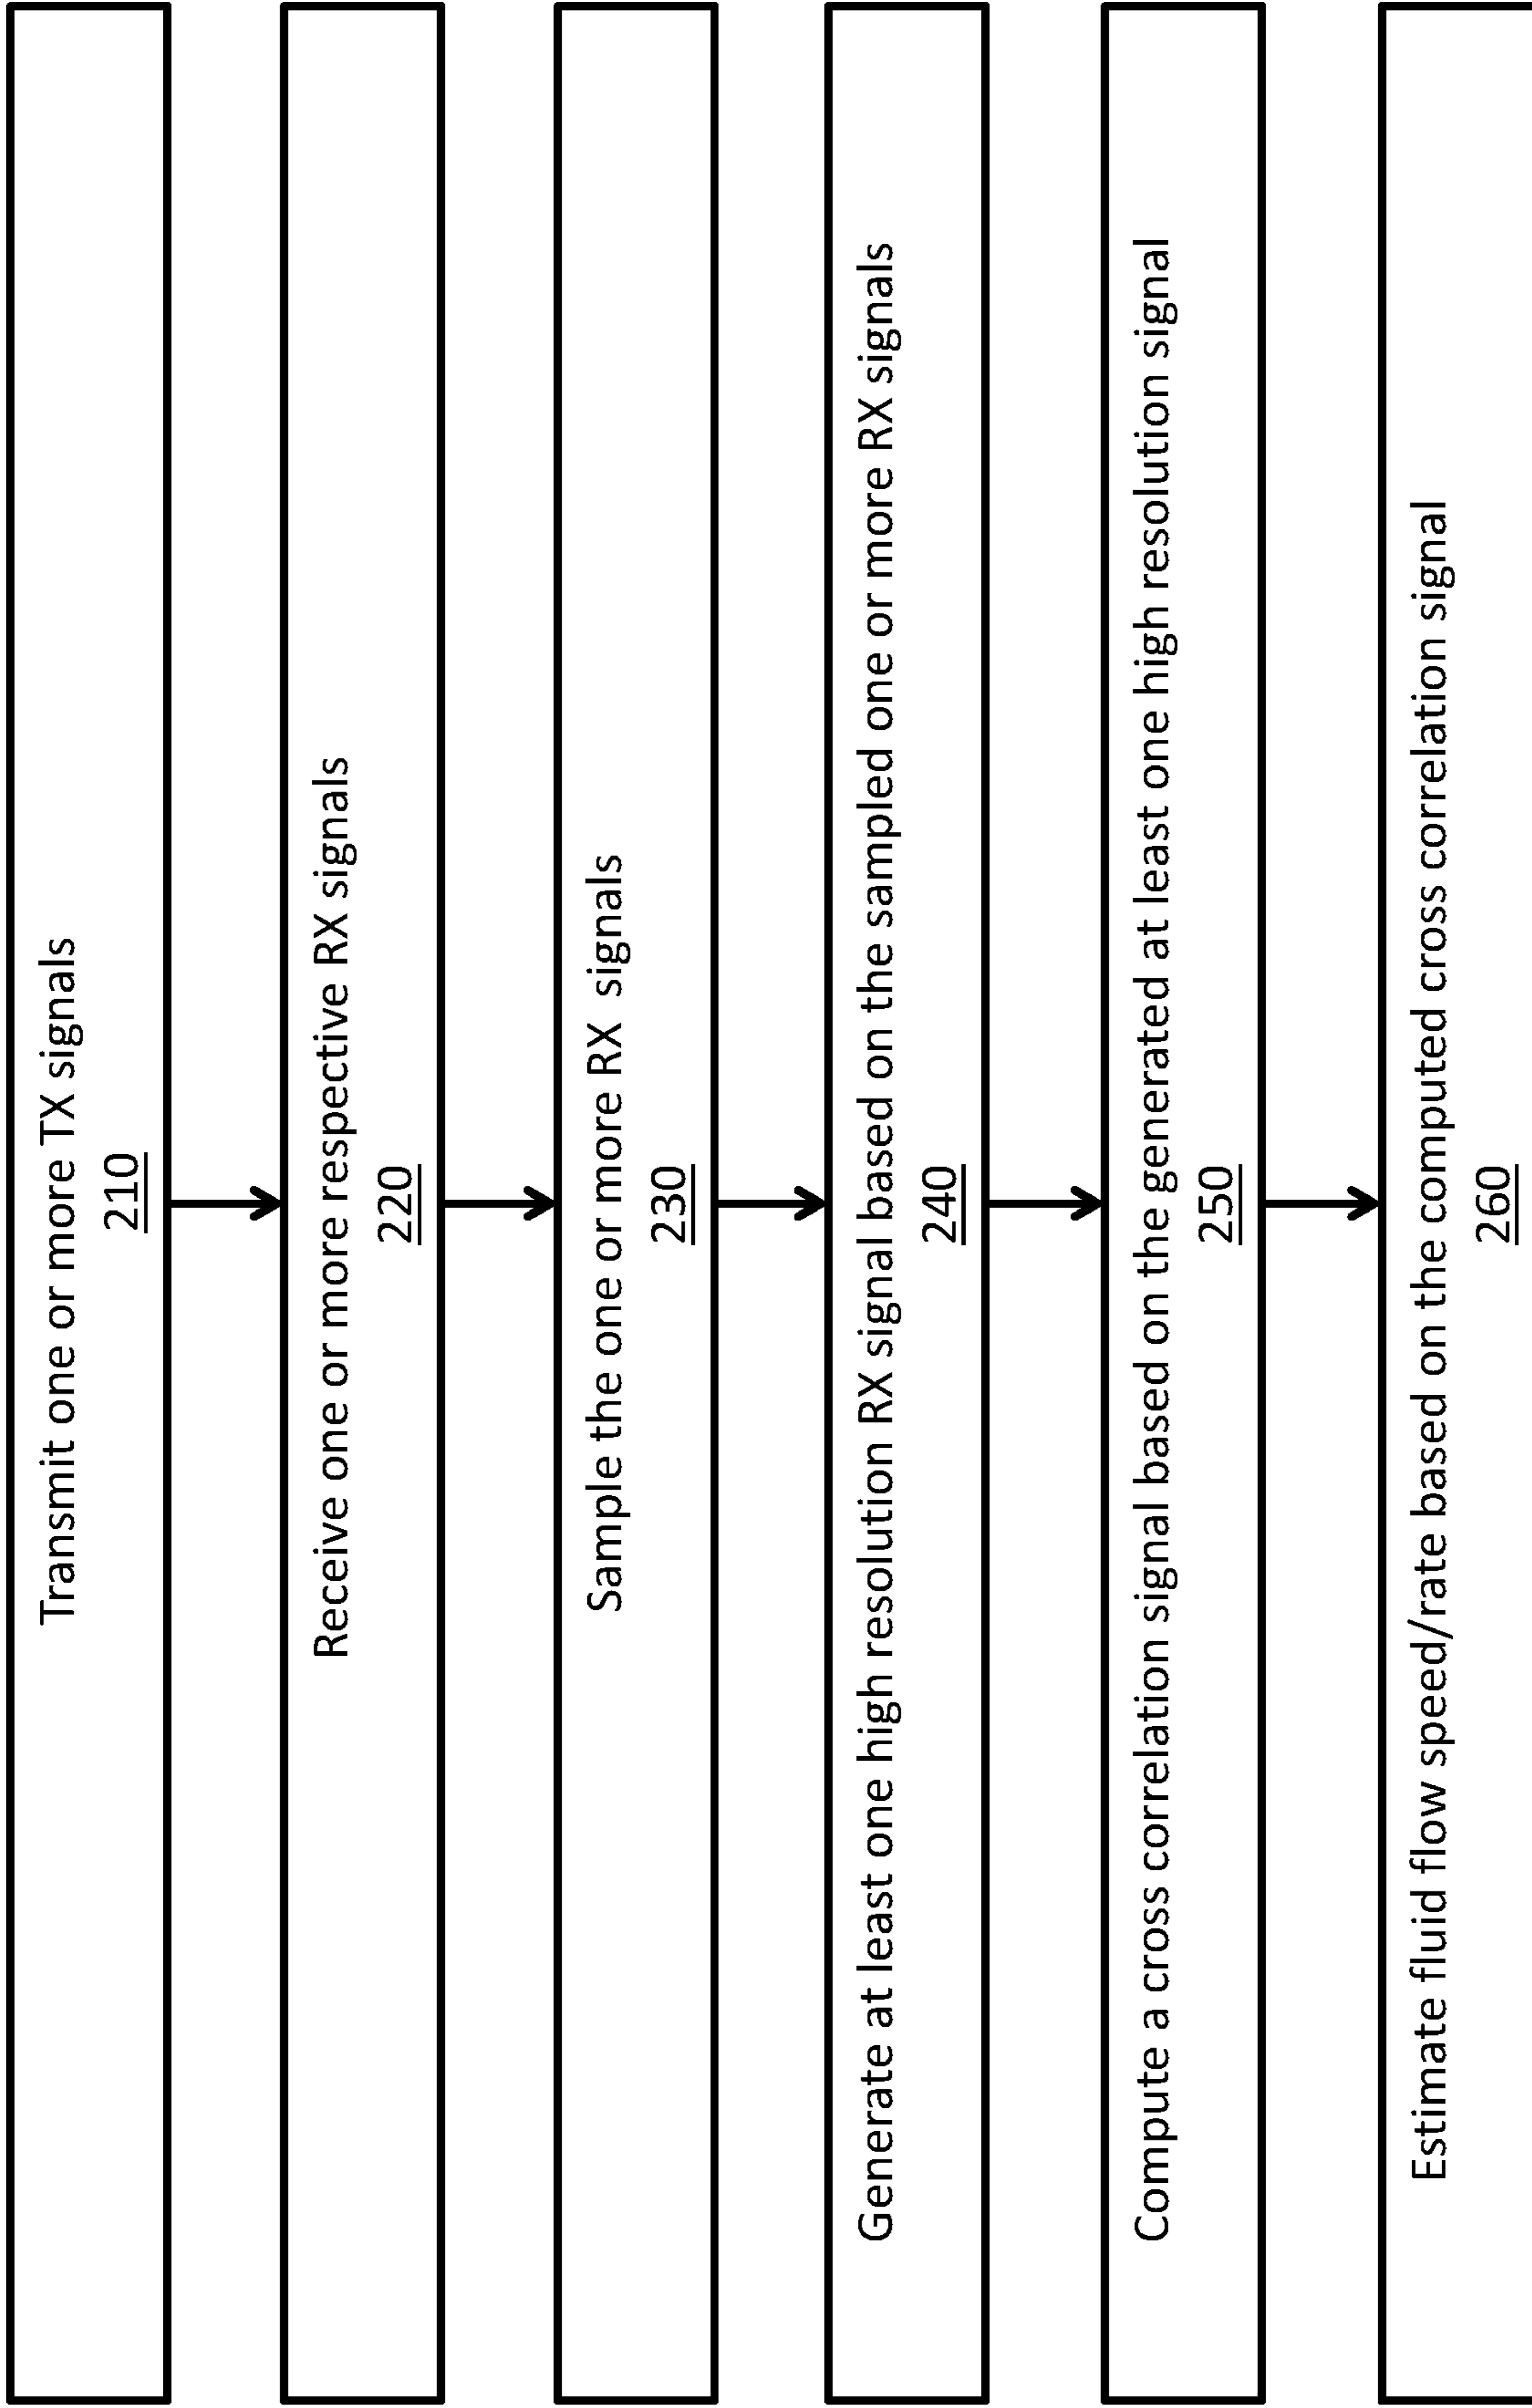 Transmit one or more TX signals
210
Receive one or more respective RX signals
220
Sample the one or more RX signals
230
Generate at least one high resolution RX signal based on the sampled one or more RX signals
240
Compute a cross correlation signal based on the generated at least one high resolution signal
250
Estimate fluid flow speed/rate based on the computed cross correlation signal
260